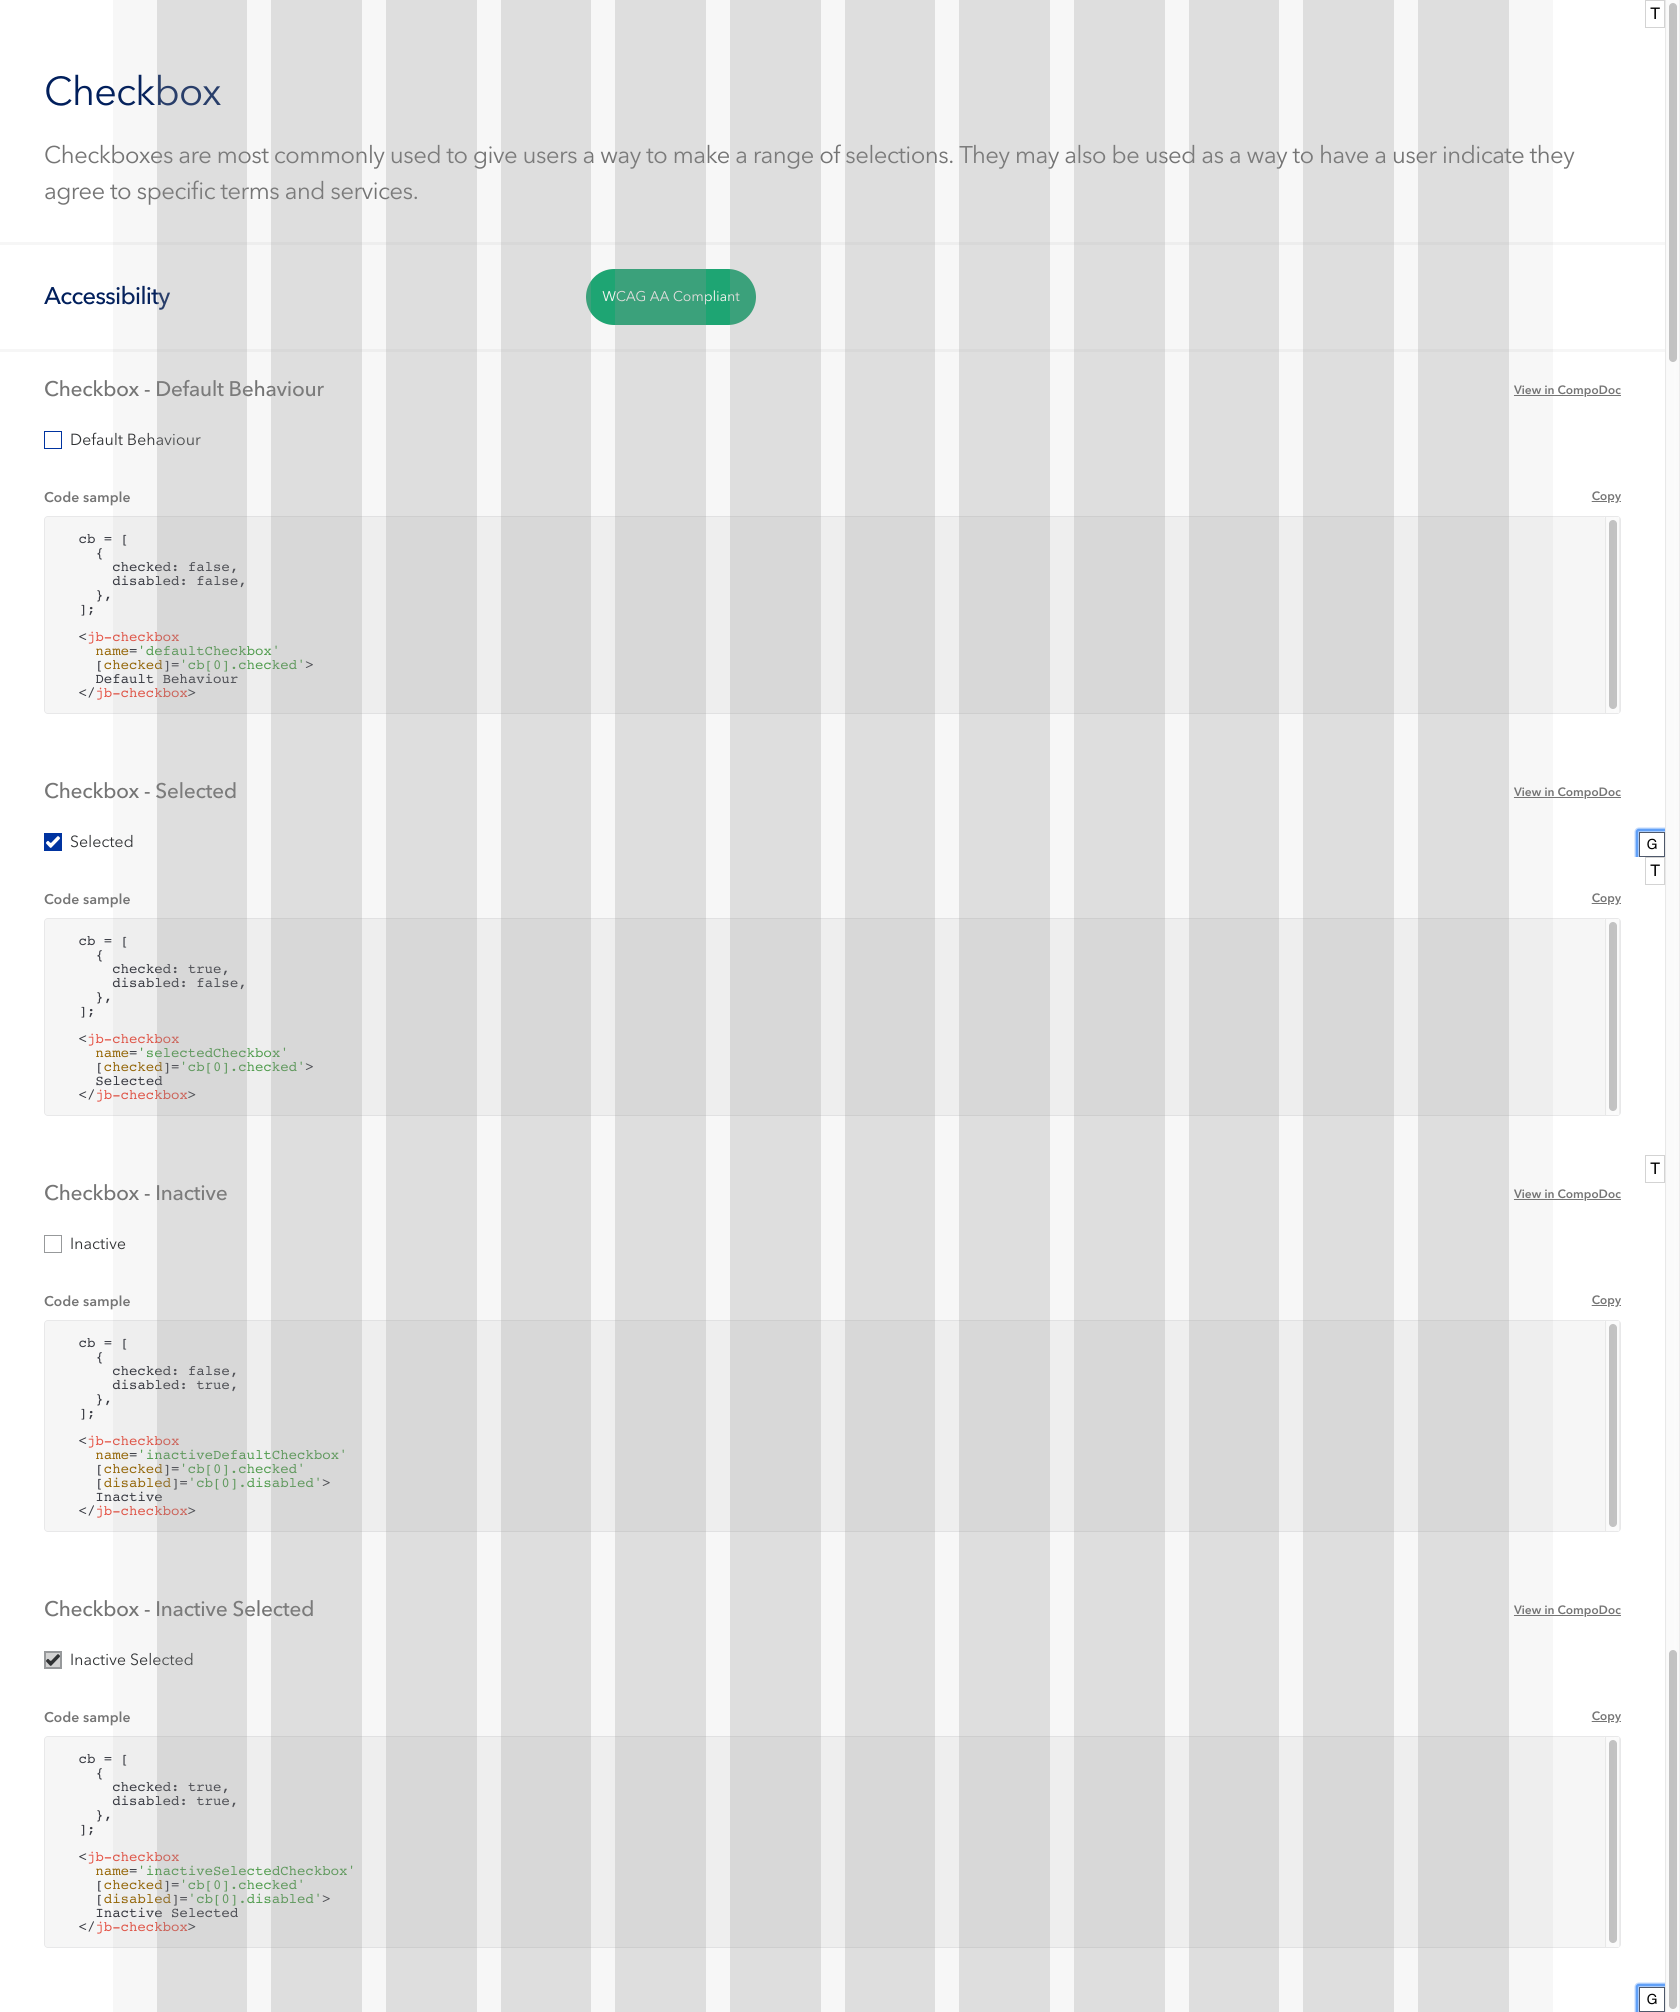 T
Checkbox
Checkboxes are most commonly used to give users a way to make a range of selections. They may also be used as a way to have a user indicate they
agree to specific terms and services.
Accessibility
WCAG AA Compliant
Checkbox - Default Behaviour
View in CompoDoc
Default Behaviour
Code sample
Copy
cb = [
{
checked: false,
disabled: false,
},
];
<jb-checkbox
name='defaultCheckbox'
[checked]='cb[0].checked'>
Default Behaviour
</jb-checkbox>
Checkbox - Selected
View in CompoDoc
Selected
G
T
Code sample
Copy
cb = [
{
checked: true,
disabled: false,
},
];
<jb-checkbox
name='selectedCheckbox'
[checked]='cb[0].checked'>
Selected
</jb-checkbox>
T
Checkbox - Inactive
View in CompoDoc
Inactive
Code sample
Copy
cb = [
{
checked: false,
disabled: true,
},
];
<jb-checkbox
name='inactiveDefaultCheckbox'
[checked]='cb[0].checked'
[disabled]='cb[0].disabled'>
Inactive
</jb-checkbox>
Checkbox - Inactive Selected
View in CompoDoc
Inactive Selected
Code sample
Copy
cb = [
{
checked: true,
disabled: true,
},
];
<jb-checkbox
name='inactiveSelectedCheckbox'
[checked]='cb[0].checked'
[disabled]='cb[0].disabled'>
Inactive Selected
</jb-checkbox>
G